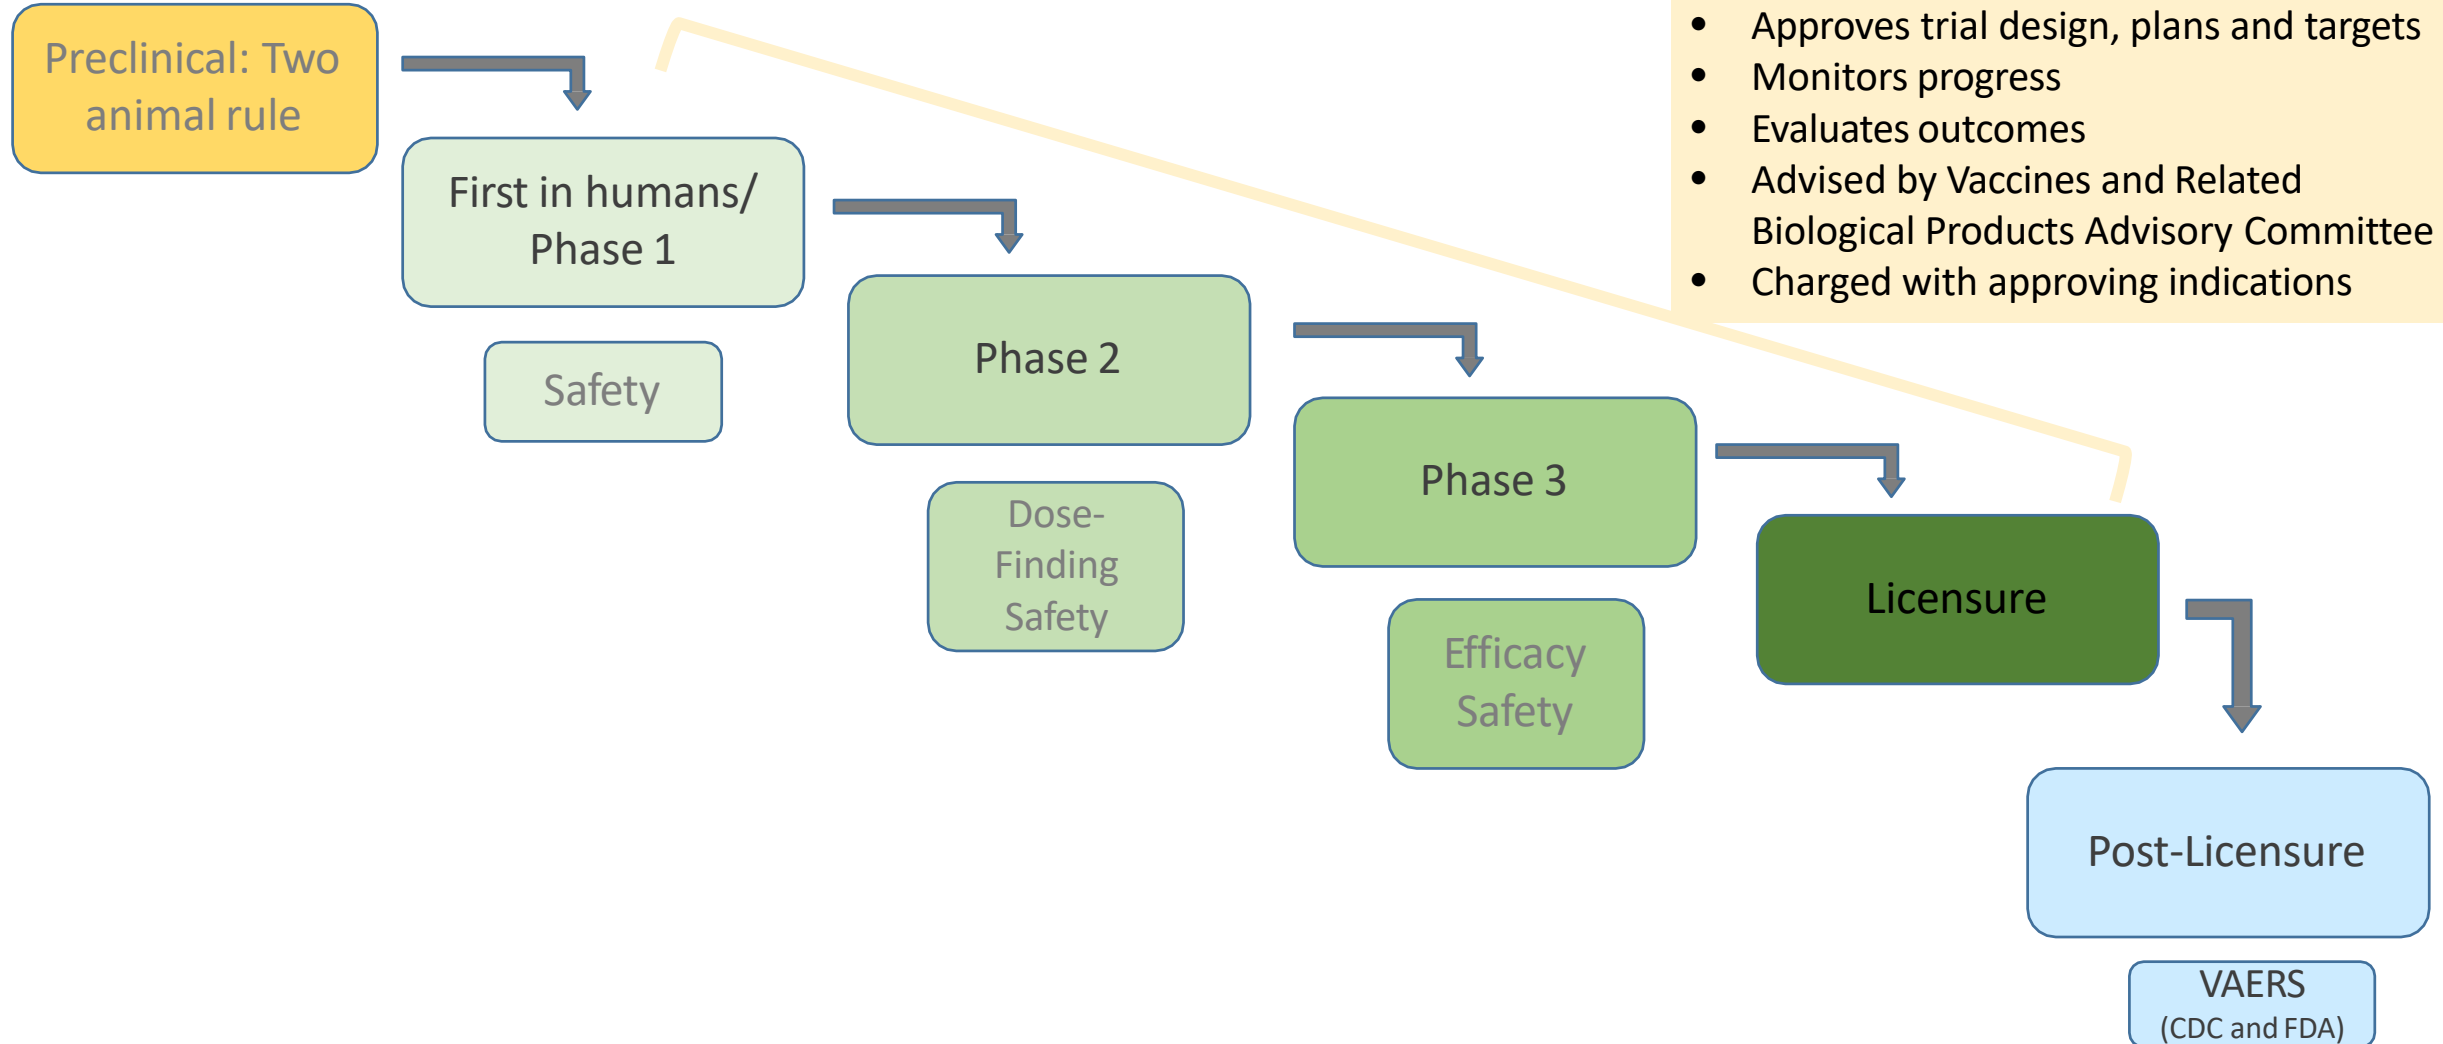 Preclinical: Two
animal rule
First in humans/
Phase 1
Safety
Phase 2
Dose-
Finding
Safety
Phase 3
Efficacy
Safety
Licensure
Post-Licensure
VAERS
(CDC and FDA)
• Approves trial design, plans and targets
• Monitors progress
• Evaluates outcomes
• Advised by Vaccines and Related
Biological Products Advisory Committee
• Charged with approving indications